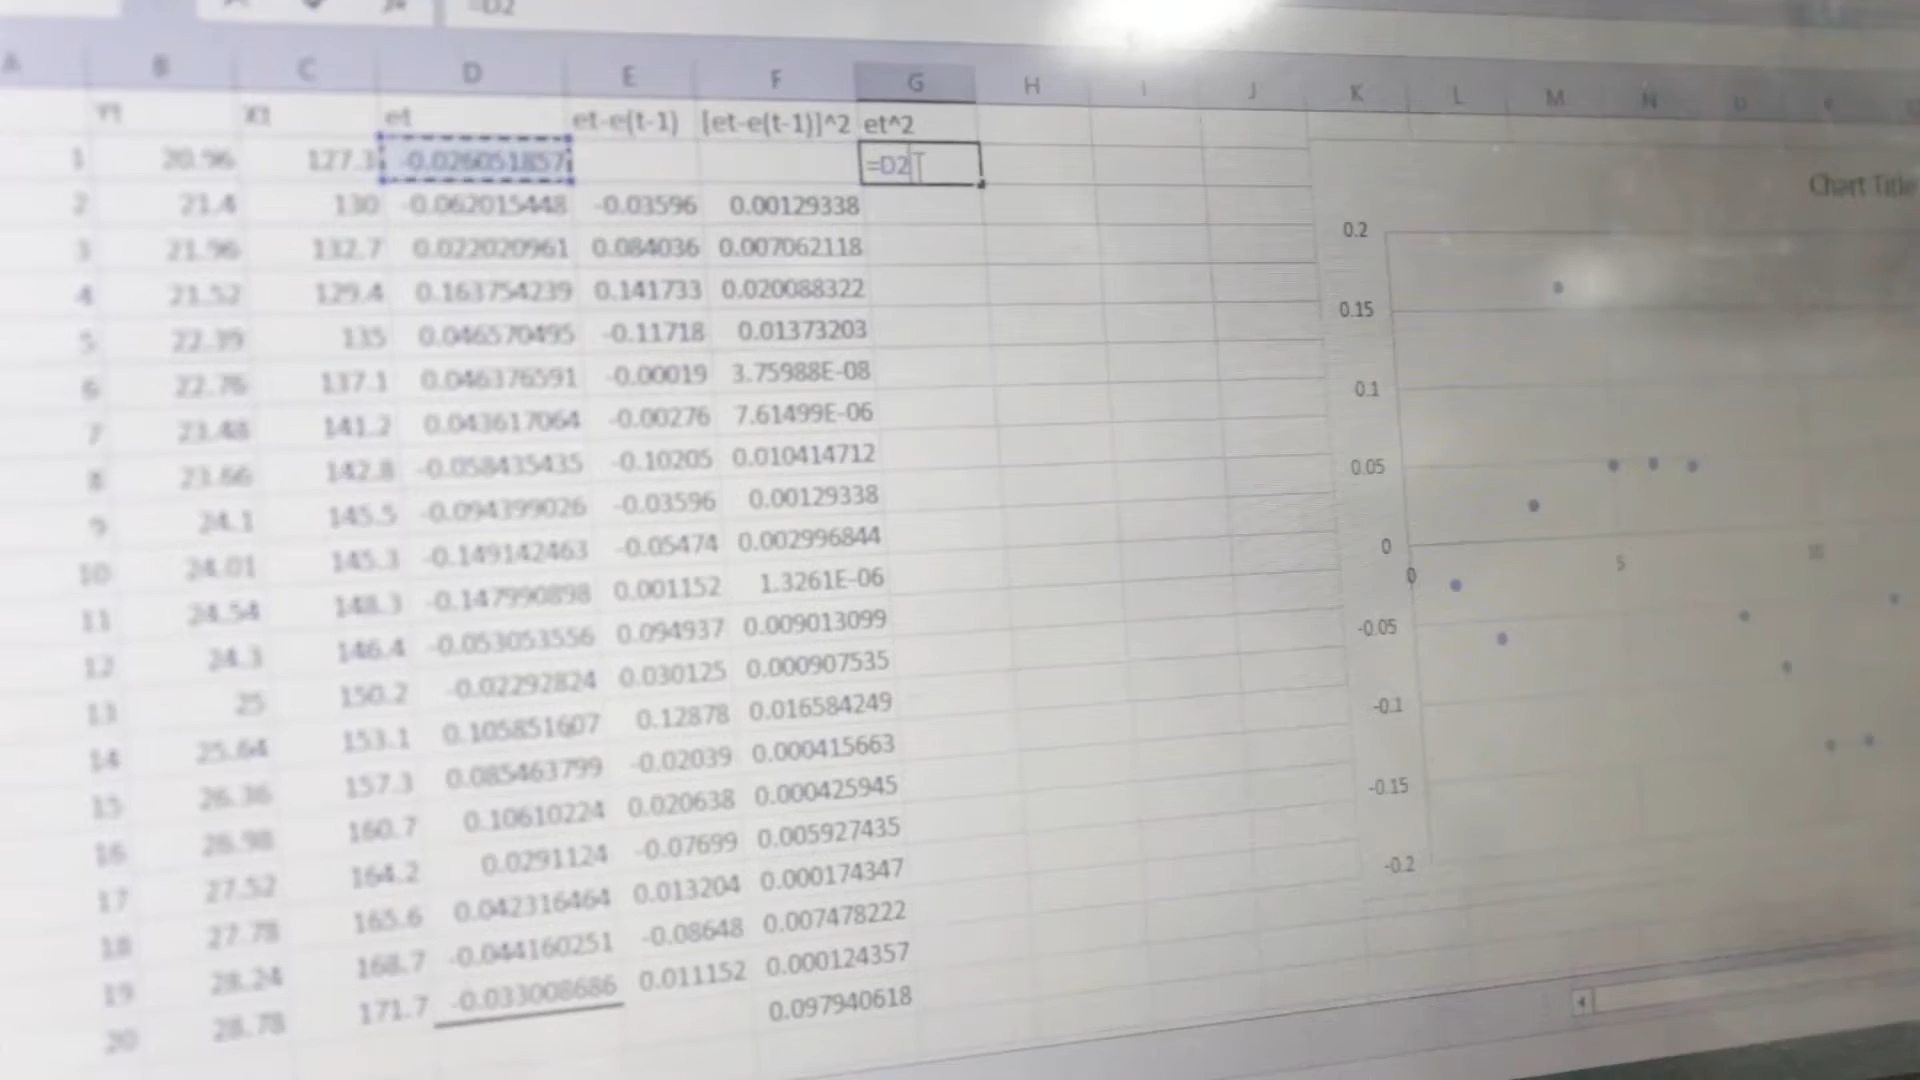 =D2
A B C D E F G H I J K L M N
Yt Xt et et-e(t-1) [et-e(t-1)]^2 et^2
1 20.96 127.3 -0.026051857 =D2
2 21.4 130 -0.062015448 -0.03596 0.00129338
3 21.96 132.7 0.022020961 0.084036 0.007062118
4 21.52 129.4 0.163754239 0.141733 0.020088322
5 22.39 135 0.046570495 -0.11718 0.01373203
6 22.76 137.1 0.046376591 -0.00019 3.75988E-08
7 23.48 141.2 0.043617064 -0.00276 7.61499E-06
8 23.66 142.8 -0.058435435 -0.10205 0.010414712
9 24.1 145.5 -0.094399026 -0.03596 0.00129338
10 24.01 145.3 -0.149142463 -0.05474 0.002996844
11 24.54 148.3 -0.147990898 0.001152 1.3261E-06
12 24.3 146.4 -0.053053556 0.094937 0.009013099
13 25 150.2 -0.02292824 0.030125 0.000907535
14 25.64 153.1 0.105851607 0.12878 0.016584249
15 26.36 157.3 0.085463799 -0.02039 0.000415663
16 26.98 160.7 0.10610224 0.020638 0.000425945
17 27.52 164.2 0.0291124 -0.07699 0.005927435
18 27.78 165.6 0.042316464 0.013204 0.000174347
19 28.24 168.7 -0.044160251 -0.08648 0.007478222
20 28.78 171.7 -0.033008686 0.011152 0.000124357
0.097940618
Chart Title
0.2
0.15
0.1
0.05
0
-0.05
-0.1
-0.15
-0.2
0 5 10